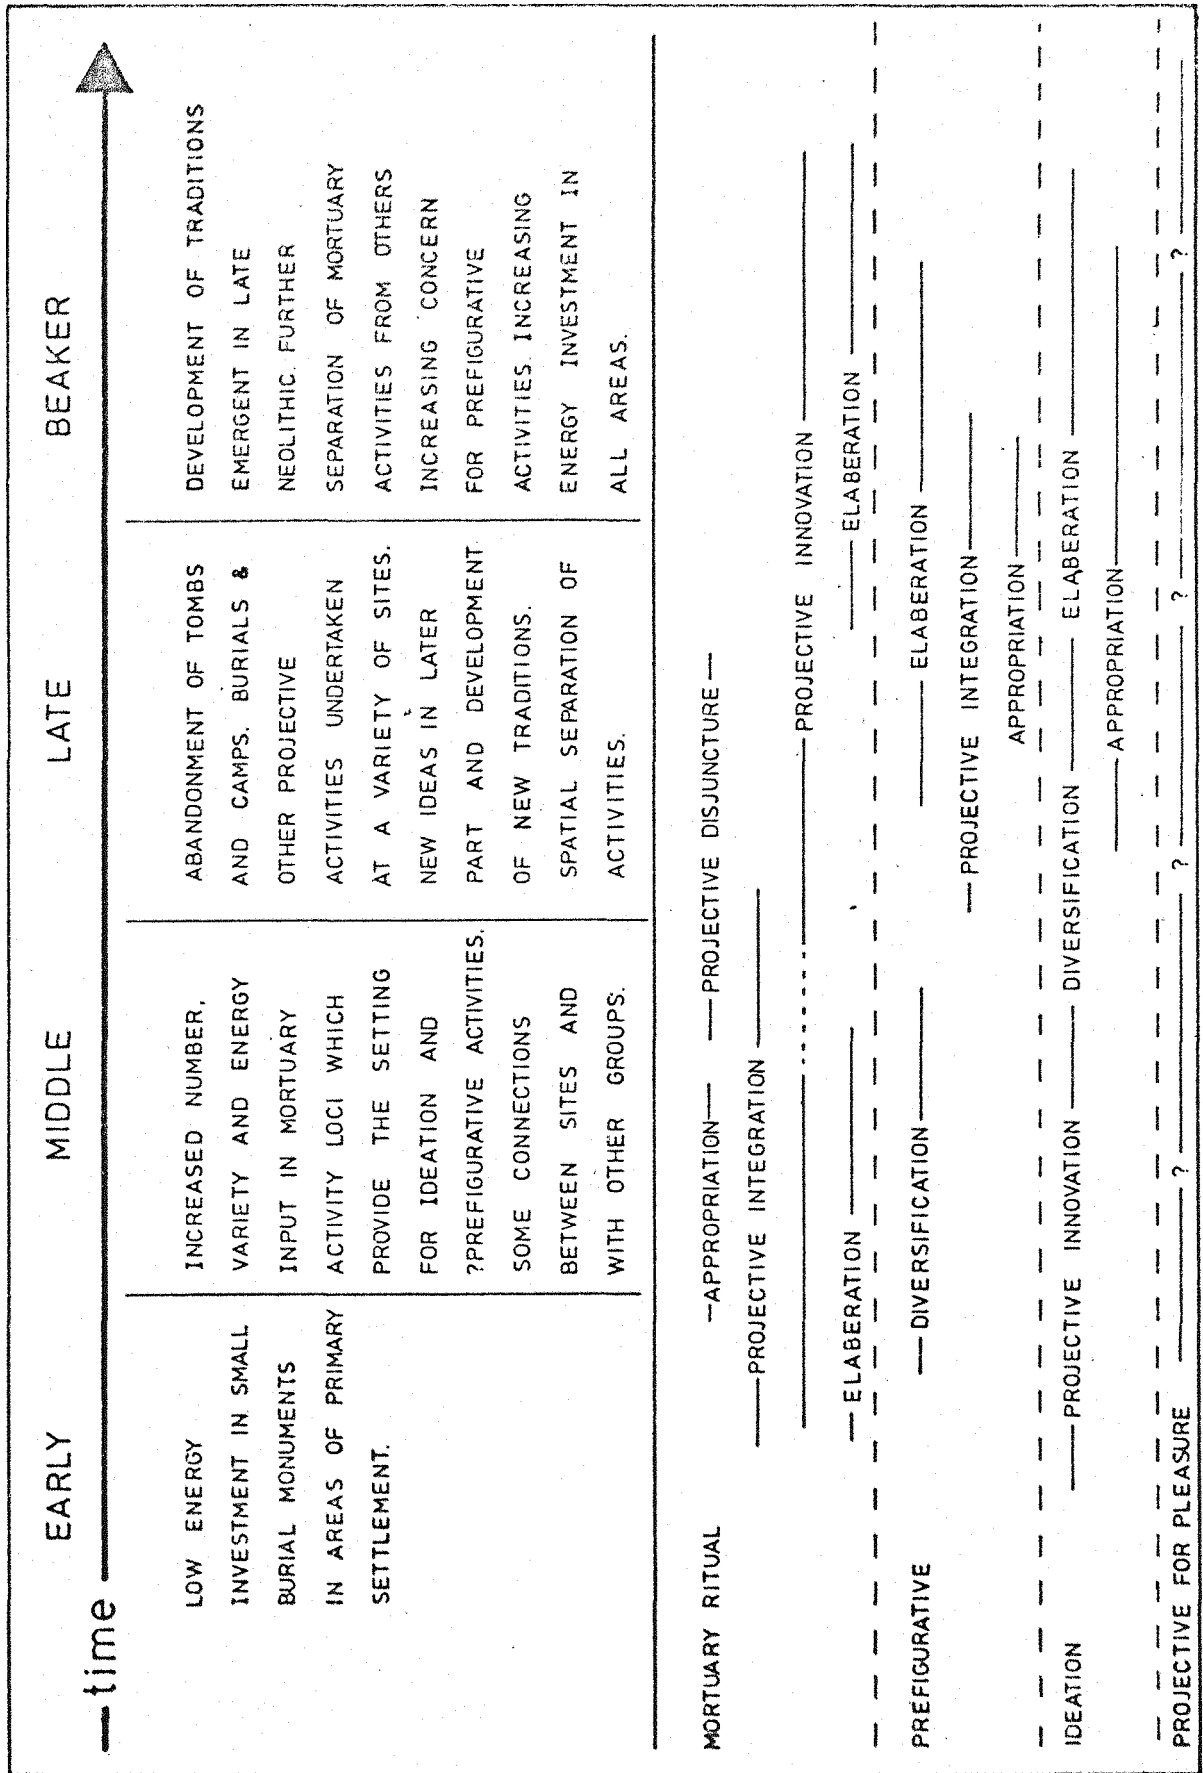 EARLY MIDDLE LATE BEAKER
time
LOW ENERGY
INVESTMENT IN SMALL
BURIAL MONUMENTS
IN AREAS OF PRIMARY
SETTLEMENT.
INCREASED NUMBER,
VARIETY AND ENERGY
INPUT IN MORTUARY
ACTIVITY LOCI WHICH
PROVIDE THE SETTING
FOR IDEATION AND
?PREFIGURATIVE ACTIVITIES.
SOME CONNECTIONS
BETWEEN SITES AND
WITH OTHER GROUPS.
ABANDONMENT OF TOMBS
AND CAMPS. BURIALS &
OTHER PROJECTIVE
ACTIVITIES UNDERTAKEN
AT A VARIETY OF SITES.
NEW IDEAS IN LATER
PART AND DEVELOPMENT
OF NEW TRADITIONS.
SPATIAL SEPARATION OF
ACTIVITIES.
DEVELOPMENT OF TRADITIONS
EMERGENT IN LATE
NEOLITHIC. FURTHER
SEPARATION OF MORTUARY
ACTIVITIES FROM OTHERS
INCREASING CONCERN
FOR PREFIGURATIVE
ACTIVITIES. INCREASING
ENERGY INVESTMENT IN
ALL AREAS.
MORTUARY RITUAL APPROPRIATION PROJECTIVE DISJUNCTURE
PROJECTIVE INTEGRATION
PROJECTIVE INNOVATION
ELABERATION ELABERATION
PREFIGURATIVE DIVERSIFICATION ELABERATION
PROJECTIVE INTEGRATION
APPROPRIATION
IDEATION PROJECTIVE INNOVATION DIVERSIFICATION ELABERATION
APPROPRIATION
PROJECTIVE FOR PLEASURE ? ? ? ?